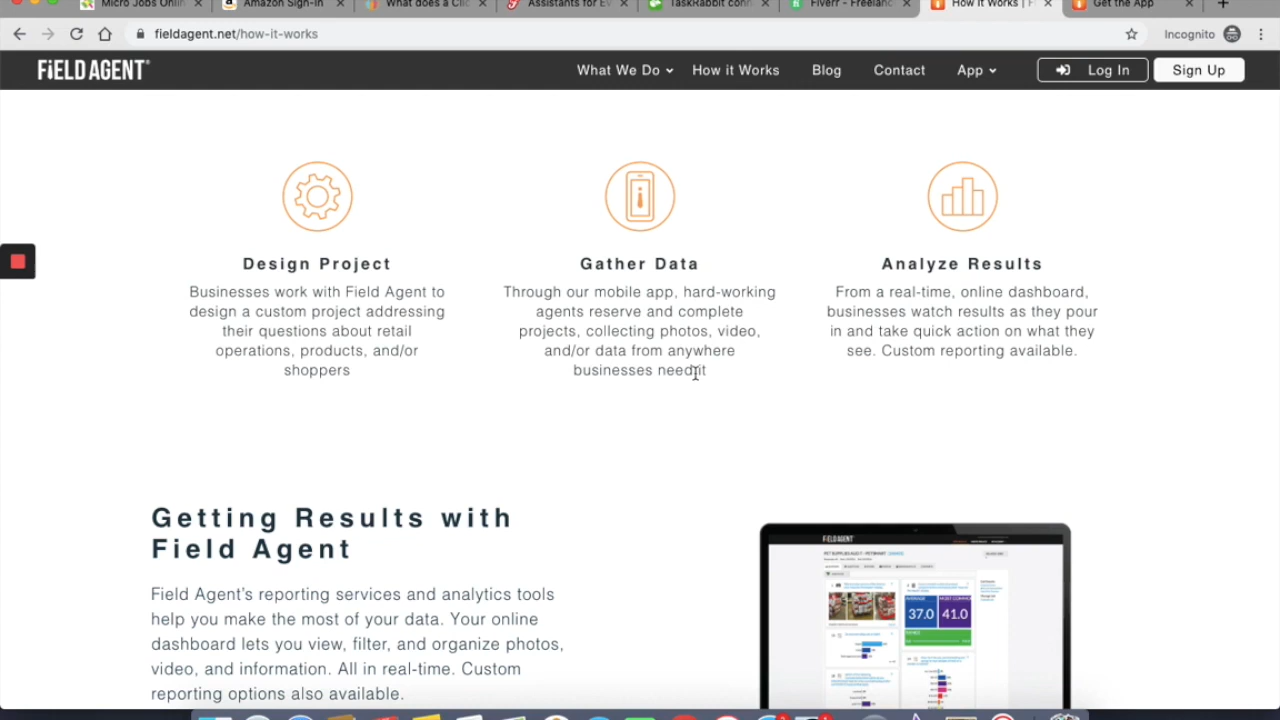 Micro Jobs Onlin
Amazon Sign-In
What does a Clic
Assistants for Ev
TaskRabbit conn
Fiverr - Freelanc
How it Works | Fi
Get the App
fieldagent.net/how-it-works
Incognito
FIELD AGENT®
What We Do
How it Works
Blog
Contact
App
Log In
Sign Up
Design Project
Businesses work with Field Agent to
design a custom project addressing
their questions about retail
operations, products, and/or
shoppers
Gather Data
Through our mobile app, hard-working
agents reserve and complete
projects, collecting photos, video,
and/or data from anywhere
businesses need it
Analyze Results
From a real-time, online dashboard,
businesses watch results as they pour
in and take quick action on what they
see. Custom reporting available.
Getting Results with
Field Agent
Field Agent's reporting services and analytics tools
help you make the most of your data. Your online
lets you view, filter, and organize photos,
information. All in real-time. Custom
reporting options also available.
FIELD AGENT
37.0
41.0